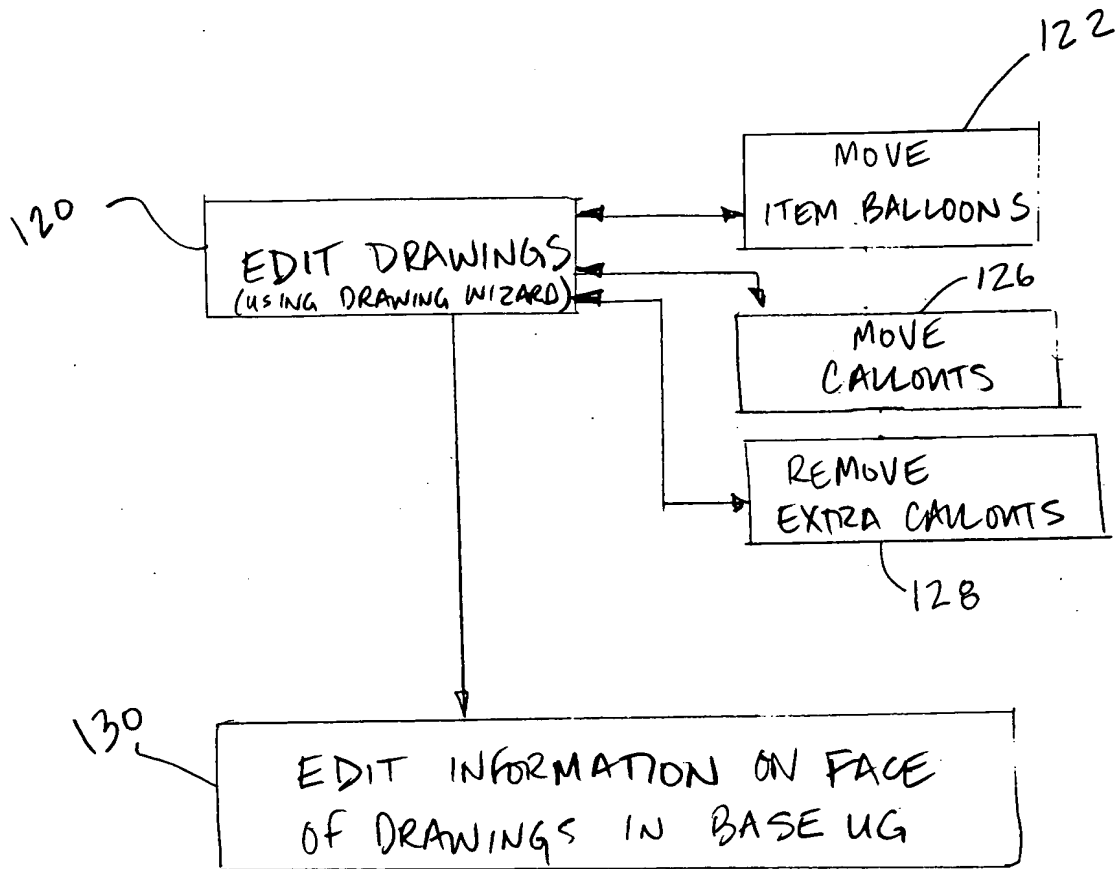 122
MOVE
ITEM BALLOONS
120
EDIT DRAWINGS
(USING DRAWING WIZARD)
126
MOVE
CALLOUTS
REMOVE
EXTRA CALLOUTS
128
130
EDIT INFORMATION ON FACE
OF DRAWINGS IN BASE UG